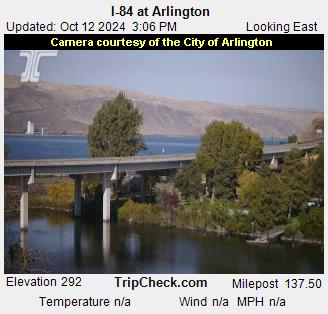 I-84 at Arlington
Updated: Oct 12 2024 3:06 PM Looking East
Camera courtesy of the City of Arlington
Elevation 292 TripCheck.com Milepost 137.50
Temperature n/a Wind n/a MPH n/a